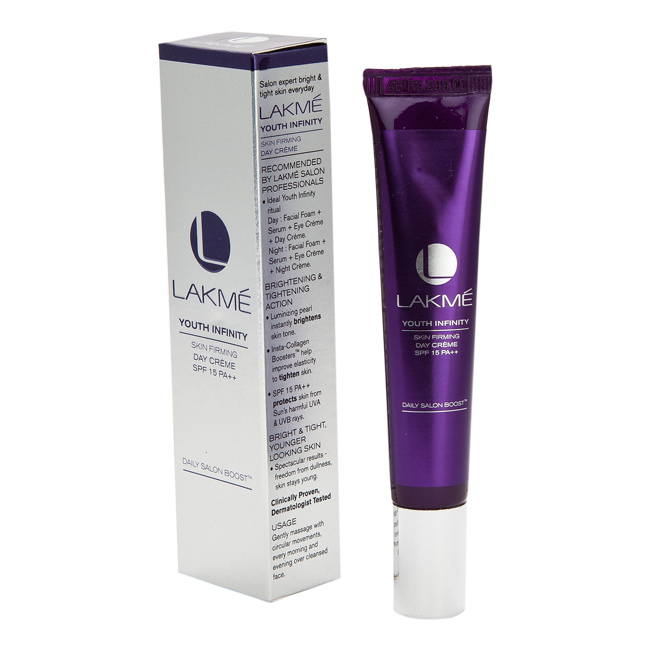 LAKMÉ
YOUTH INFINITY
SKIN FIRMING
DAY CRÈME
SPF 15 PA++
DAILY SALON BOOST™
Salon expert bright &
tight skin everyday
LAKMÉ
YOUTH INFINITY
SKIN FIRMING
DAY CRÈME
RECOMMENDED
BY LAKMÉ SALON
PROFESSIONALS
• Ideal Youth Infinity
ritual
Day : Facial Foam +
Serum + Eye Crème
+ Day Crème.
Night : Facial Foam +
Serum + Eye Crème
+ Night Crème.
BRIGHTENING &
TIGHTENING
ACTION
• Luminizing pearl
instantly brightens
skin tone.
• Insta-Collagen
Boosters™ help
improve elasticity
to tighten skin.
• SPF 15 PA++
protects skin from
Sun's harmful UVA
& UVB rays.
BRIGHT & TIGHT,
YOUNGER
LOOKING SKIN
• Spectacular results -
freedom from dullness,
skin stays young.
Clinically Proven,
Dermatologist Tested
USAGE
Gently massage with
circular movements,
every morning and
evening over cleansed
face.
L
LAKMÉ
YOUTH INFINITY
SKIN FIRMING
DAY CRÈME
SPF 15 PA++
DAILY SALON BOOST™